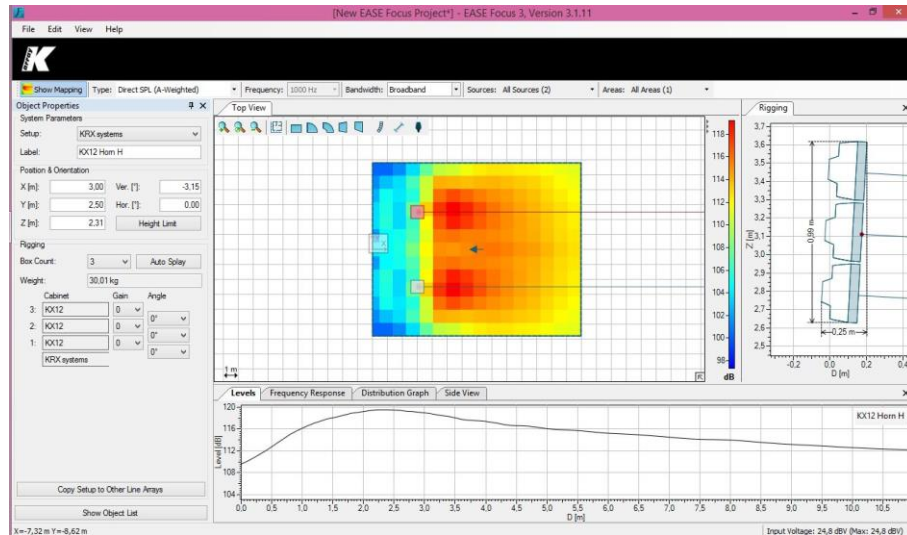 [New EASE Focus Project*] - EASE Focus 3, Version 3.1.11
File Edit View Help
K
Show Mapping Type: Direct SPL (A-Weighted) Frequency: 1000 Hz Bandwidth: Broadband Sources: All Sources (2) Areas: All Areas (1)
Object Properties
System Parameters
Setup: KRX systems
Label: KX12 Horn H
Position & Orientation
X [m]: 3,00 Ver. [°]: -3,15
Y [m]: 2,50 Hor. [°]: 0,00
Z [m]: 2,31 Height Limit
Rigging
Box Count: 3 Auto Splay
Weight: 30,01 kg
Cabinet Gain Angle
3: KX12 0
0°
2: KX12 0
0°
1: KX12 0
0°
KRX systems
Copy Setup to Other Line Arrays
Show Object List
X=-7,32 m Y=-8,62 m
Top View
1 m
K
118
116
114
112
110
108
106
104
102
100
98
dB
Rigging
3,7
3,6
3,5
3,4
3,3
3,2
3,1
3,0
2,9
2,8
2,7
2,6
2,5
Z [m]
0,99 m
0,25 m
-0,2 0,0 0,2 0,4
D [m]
Levels Frequency Response Distribution Graph Side View
KX12 Horn H
120
116
112
108
104
Level [dB]
0,0 0,5 1,0 1,5 2,0 2,5 3,0 3,5 4,0 4,5 5,0 5,5 6,0 6,5 7,0 7,5 8,0 8,5 9,0 9,5 10,0 10,5
D [m]
Input Voltage: 24,8 dBV (Max: 24,8 dBV)